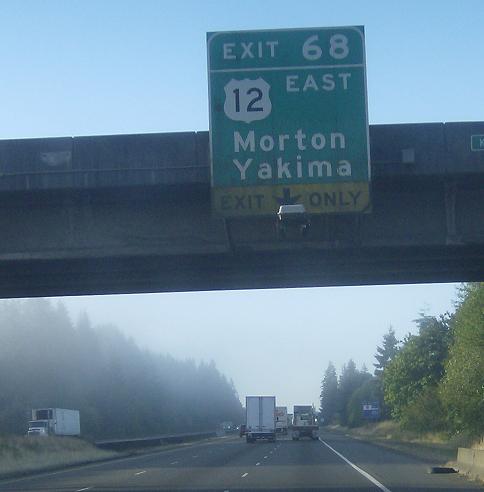 EXIT 68
EAST
12
Morton
Yakima
EXIT ONLY